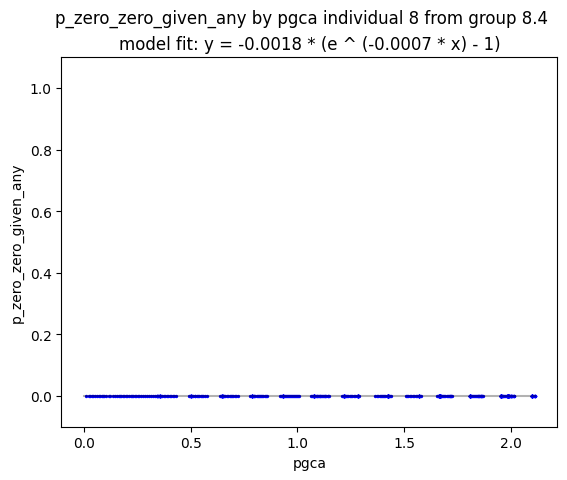 p_zero_zero_given_any by pgca individual 8 from group 8.4
model fit: y = -0.0018 * (e ^ (-0.0007 * x) - 1)
1.0
0.8
0.6
0.4
0.2
0.0
p_zero_zero_given_any
0.0 0.5 1.0 1.5 2.0
pgca